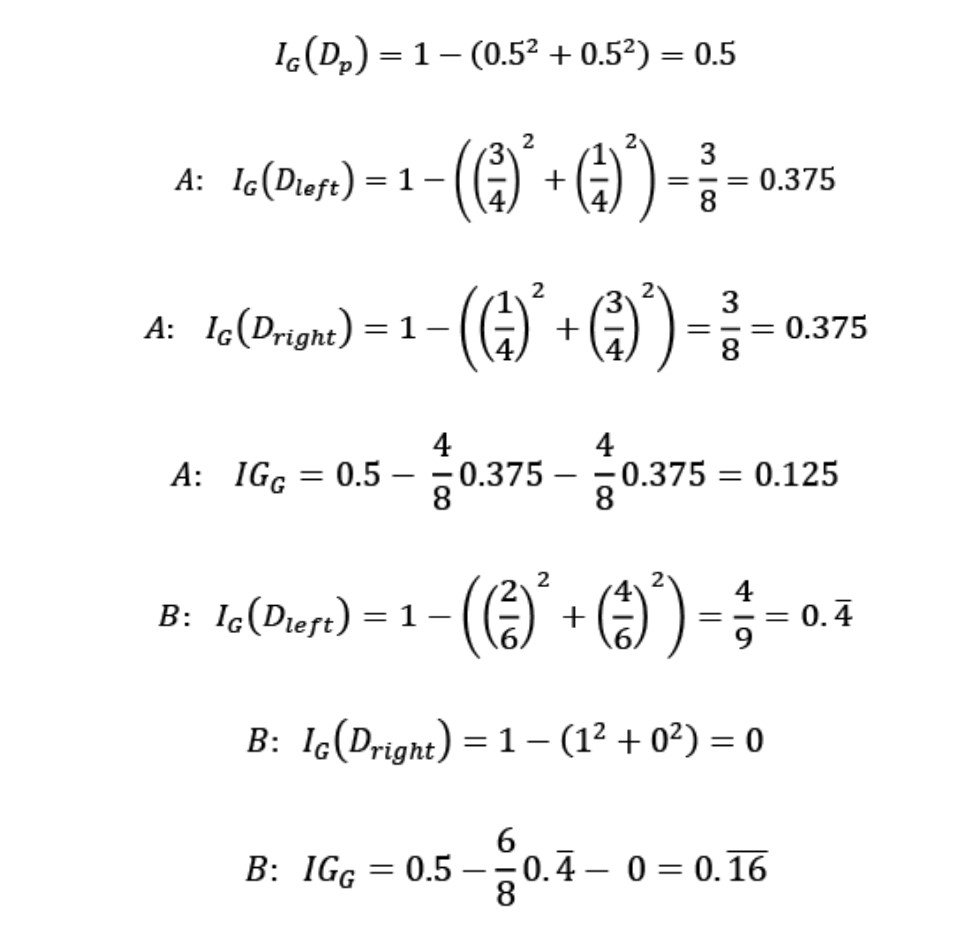 I_G(D_p) = 1 − (0.5² + 0.5²) = 0.5
A: I_G(D_left) = 1 − ((3/4)² + (1/4)²) = 3/8 = 0.375
A: I_G(D_right) = 1 − ((1/4)² + (3/4)²) = 3/8 = 0.375
A: IG_G = 0.5 − 4/8 0.375 − 4/8 0.375 = 0.125
B: I_G(D_left) = 1 − ((2/6)² + (4/6)²) = 4/9 = 0.4̅
B: I_G(D_right) = 1 − (1² + 0²) = 0
B: IG_G = 0.5 − 6/8 0.4̅ − 0 = 0.1̅6̅